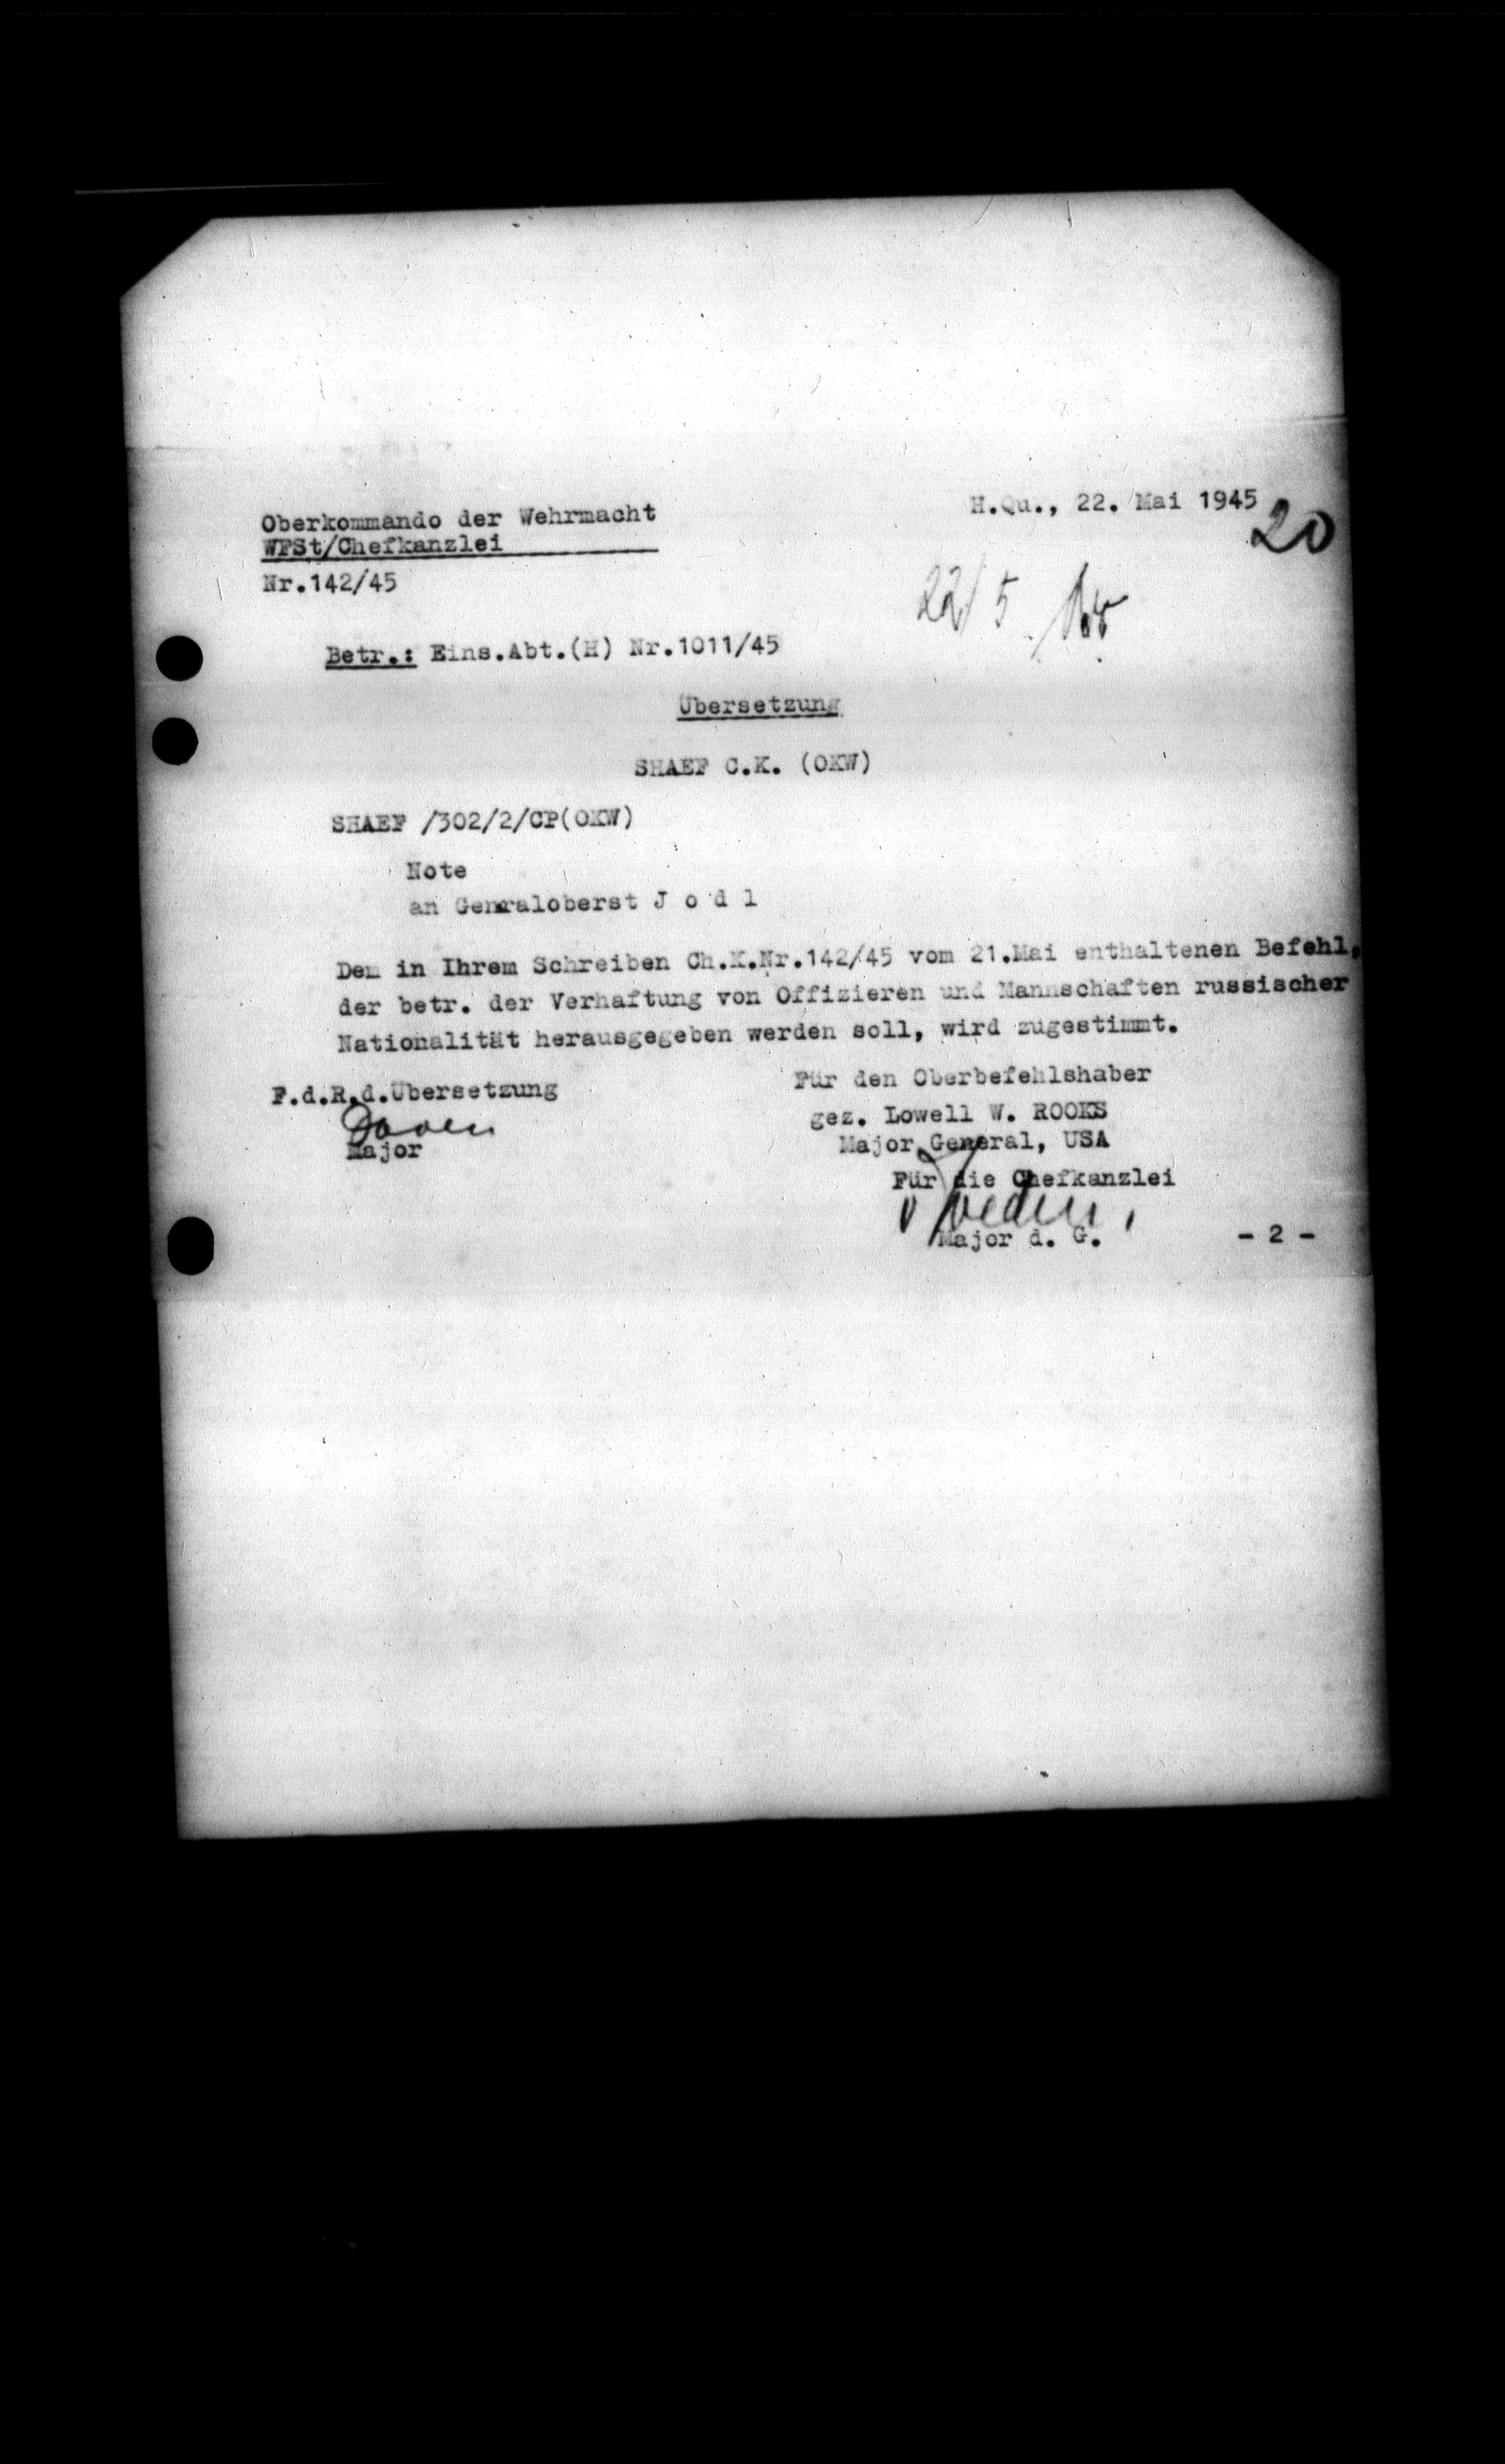 H.Qu., 22. Mai 1945
20
Oberkommando der Wehrmacht
WFSt/Chefkanzlei
Nr.142/45
22/5
Betr.: Eins.Abt.(H) Nr.1011/45
Übersetzung
SHAEF C.K. (OKW)
SHAEF /302/2/CP(OKW)
Note
an Genraloberst J o d l
Dem in Ihrem Schreiben Ch.K.Nr.142/45 vom 21.Mai enthaltenen Befehl,
der betr. der Verhaftung von Offizieren und Mannschaften russischer
Nationalität herausgegeben werden soll, wird zugestimmt.
F.d.R.d.Übersetzung
Major
Für den Oberbefehlshaber
gez. Lowell W. ROOKS
Major General, USA
Für die Chefkanzlei
Major d. G.
- 2 -